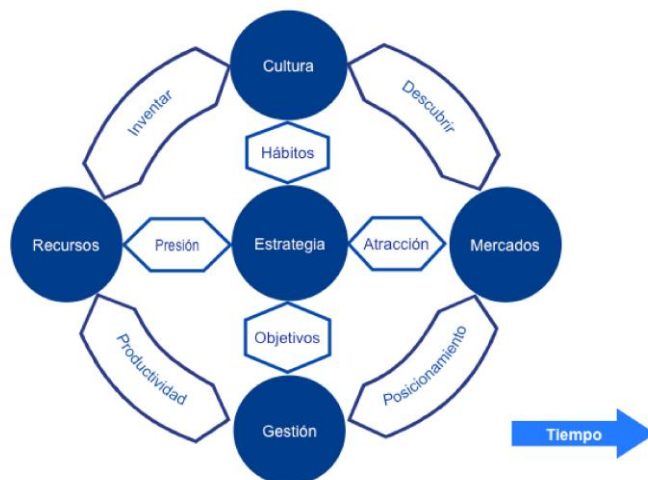 Cultura
Inventar
Descubrir
Hábitos
Recursos
Presión
Estrategia
Atracción
Mercados
Objetivos
Productividad
Posicionamiento
Gestión
Tiempo